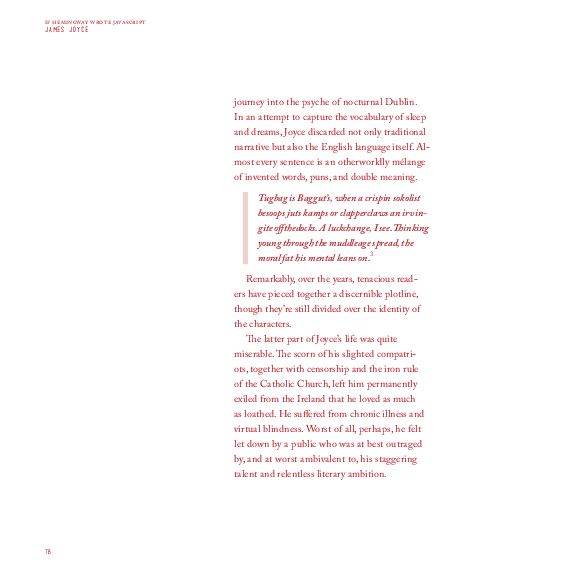 IF HEMINGWAY WROTE JAVASCRIPT
JAMES JOYCE
journey into the psyche of nocturnal Dublin.
In an attempt to capture the vocabulary of sleep
and dreams, Joyce discarded not only traditional
narrative but also the English language itself. Al-
most every sentence is an otherworldly mélange
of invented words, puns, and double meaning.
Tugbag is Baggut's, when a crispin sokolist
besoops juts kamps or clapperclaws an irvin-
gite offthedocks. A luckchange, I see. Thinking
young through the muddleage spread, the
moral fat his mental leans on.3
Remarkably, over the years, tenacious read-
ers have pieced together a discernible plotline,
though they're still divided over the identity of
the characters.
The latter part of Joyce's life was quite
miserable. The scorn of his slighted compatri-
ots, together with censorship and the iron rule
of the Catholic Church, left him permanently
exiled from the Ireland that he loved as much
as loathed. He suffered from chronic illness and
virtual blindness. Worst of all, perhaps, he felt
let down by a public who was at best outraged
by, and at worst ambivalent to, his staggering
talent and relentless literary ambition.
78